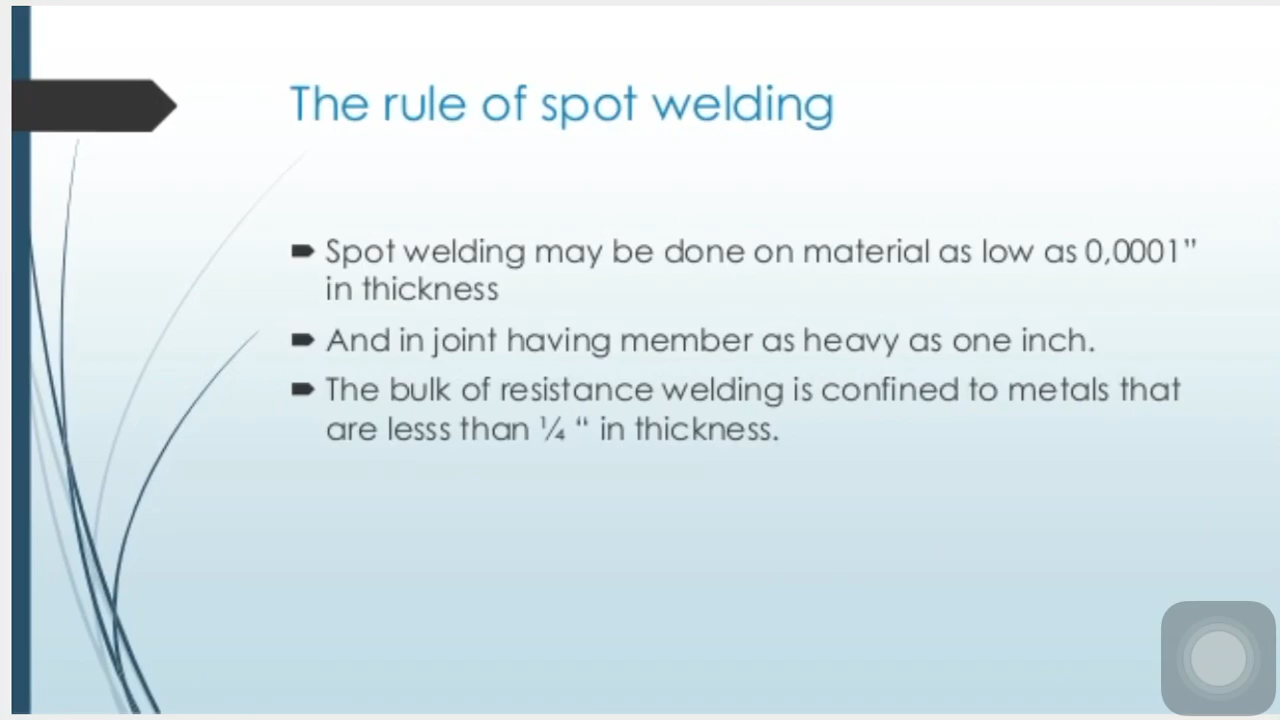 The rule of spot welding
Spot welding may be done on material as low as 0,0001”
in thickness
And in joint having member as heavy as one inch.
The bulk of resistance welding is confined to metals that
are lesss than ¼ “ in thickness.